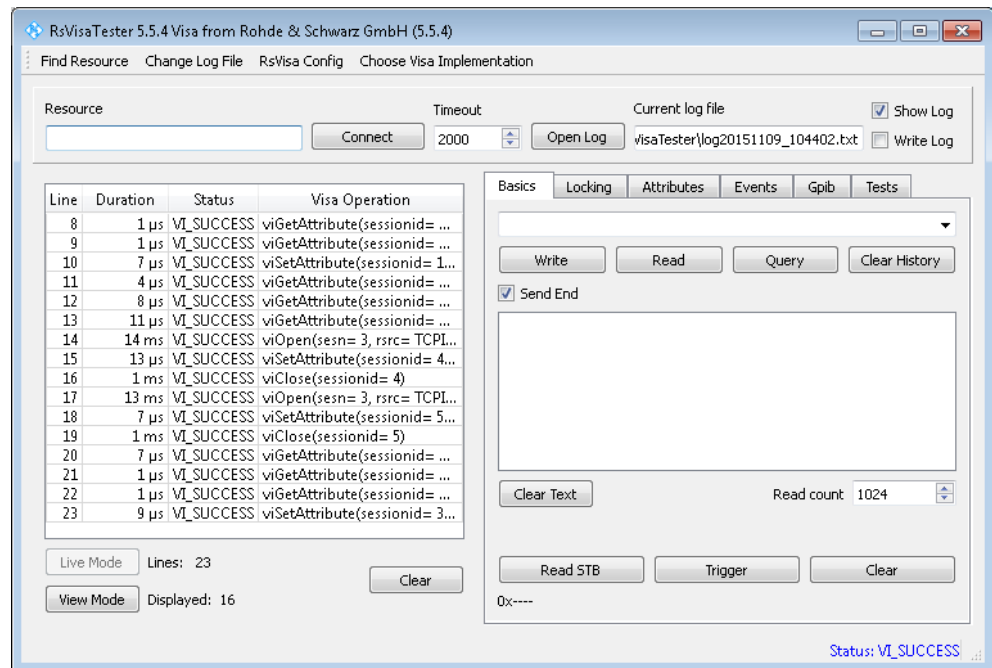 RsVisaTester 5.5.4 Visa from Rohde & Schwarz GmbH (5.5.4)
Find Resource Change Log File RsVisa Config Choose Visa Implementation
Resource Timeout Current log file Show Log
Connect 2000 Open Log VisaTester\log20151109_104402.txt Write Log
Basics Locking Attributes Events Gpib Tests
Line Duration Status Visa Operation
8 1 µs VI_SUCCESS viGetAttribute(sessionid= ...
9 1 µs VI_SUCCESS viGetAttribute(sessionid= ...
10 7 µs VI_SUCCESS viSetAttribute(sessionid= 1...
11 4 µs VI_SUCCESS viGetAttribute(sessionid= ...
12 8 µs VI_SUCCESS viGetAttribute(sessionid= ...
13 11 µs VI_SUCCESS viGetAttribute(sessionid= ...
14 14 ms VI_SUCCESS viOpen(sesn= 3, rsrc= TCPI...
15 13 µs VI_SUCCESS viSetAttribute(sessionid= 4...
16 1 ms VI_SUCCESS viClose(sessionid= 4)
17 13 ms VI_SUCCESS viOpen(sesn= 3, rsrc= TCPI...
18 7 µs VI_SUCCESS viSetAttribute(sessionid= 5...
19 1 ms VI_SUCCESS viClose(sessionid= 5)
20 7 µs VI_SUCCESS viGetAttribute(sessionid= ...
21 1 µs VI_SUCCESS viGetAttribute(sessionid= ...
22 1 µs VI_SUCCESS viGetAttribute(sessionid= ...
23 9 µs VI_SUCCESS viSetAttribute(sessionid= 3...
Live Mode Lines: 23
Clear
View Mode Displayed: 16
Write Read Query Clear History
Send End
Clear Text Read count 1024
Read STB Trigger Clear
0x----
Status: VI_SUCCESS